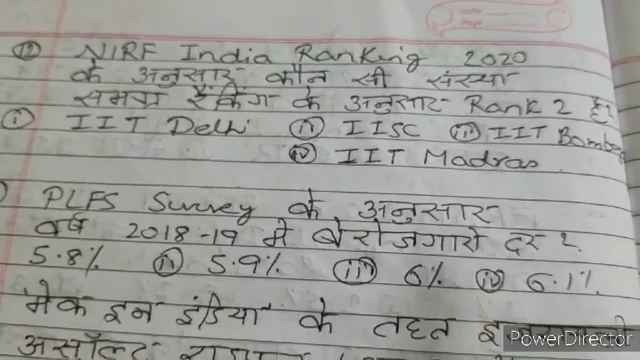 ⑫ NIRF India Ranking 2020
के अनुसार कौन सी संस्था
समग्र रैंकिंग के अनुसार Rank 2 है?
ⓘ IIT Delhi ⓘⓘ IISC ⓘⓘⓘ IIT Bombay
ⓘⓥ IIT Madras
PLFS Survey के अनुसार
वर्ष 2018-19 में बेरोजगारी दर?
5.8% ⓘⓘ 5.9% ⓘⓘⓘ 6% ⓘⓥ 6.1%
मेक इन इंडिया के तहत
असॉल्ट
PowerDirector